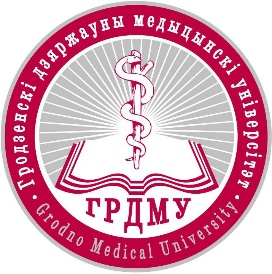 Гродзенскі дзяржаўны медыцынскі ўніверсітэт
ГРДМУ
Grodno Medical University